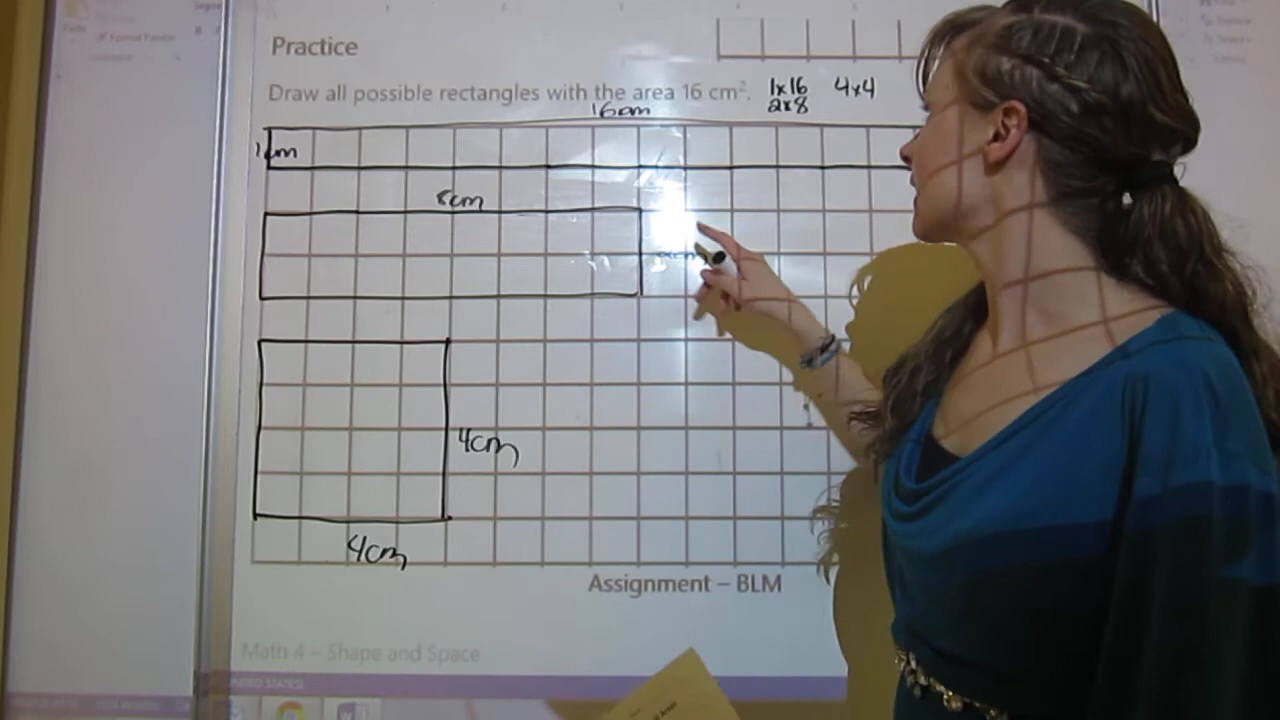 Practice
Draw all possible rectangles with the area 16 cm².
1x16 4x4
2x8
16cm
1cm
8cm
2cm
4cm
4cm
Assignment – BLM
Math 4 – Shape and Space